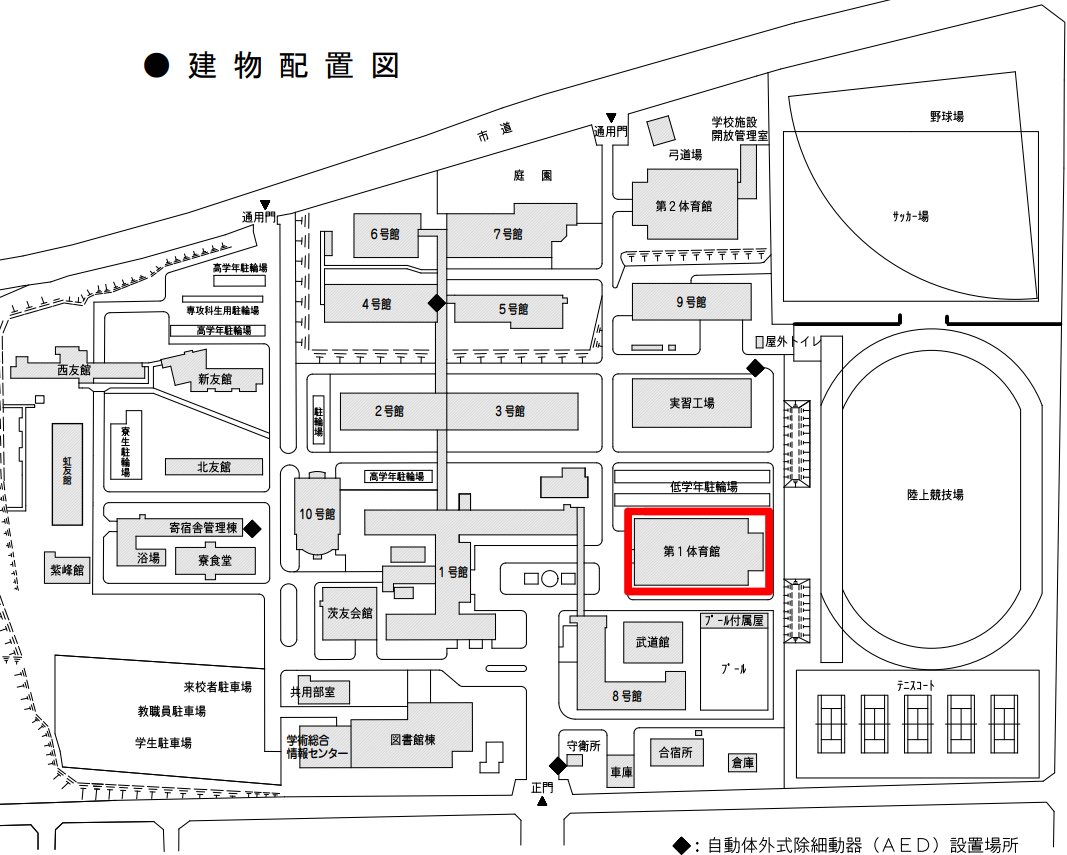 ● 建物配置図
市道
通用門
学校施設
開放管理室
野球場
弓道場
庭園
第2体育館
サッカー場
通用門
6号館
7号館
高学年駐輪場
専攻科生用駐輪場
高学年駐輪場
4号館
5号館
9号館
屋外トイレ
西友館
新友館
駐輪場
2号館
3号館
実習工場
寮生駐輪場
虹友館
北友館
高学年駐輪場
低学年駐輪場
陸上競技場
10号館
寄宿舎管理棟
浴場
寮食堂
紫峰館
1号館
第1体育館
茨友会館
武道館
プール付属屋
プール
8号館
来校者駐車場
教職員駐車場
学生駐車場
共用部室
学術総合
情報センター
図書館棟
守衛所
車庫
合宿所
倉庫
テニスコート
正門
◆:自動体外式除細動器(AED)設置場所